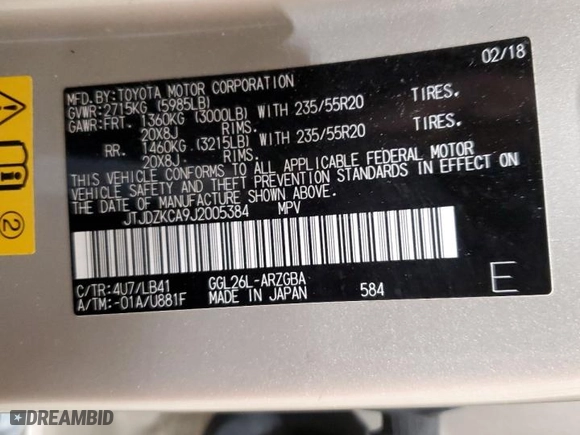 02/18
MFD.BY:TOYOTA MOTOR CORPORATION
GVWR:2715KG (5985LB)
GAWR:FRT. 1360KG (3000LB) WITH 235/55R20 TIRES.
20X8J RIMS.
RR. 1460KG (3215LB) WITH 235/55R20 TIRES.
20X8J. RIMS.
THIS VEHICLE CONFORMS TO ALL APPLICABLE FEDERAL MOTOR
VEHICLE SAFETY AND THEFT PREVENTION STANDARDS IN EFFECT ON
THE DATE OF MANUFACTURE SHOWN ABOVE.
JTJDZKCA9J2005384 MPV
C/TR:4U7/LB41 GGL26L-ARZGBA
A/TM:-01A/U881F MADE IN JAPAN 584
E
2
DREAMBID